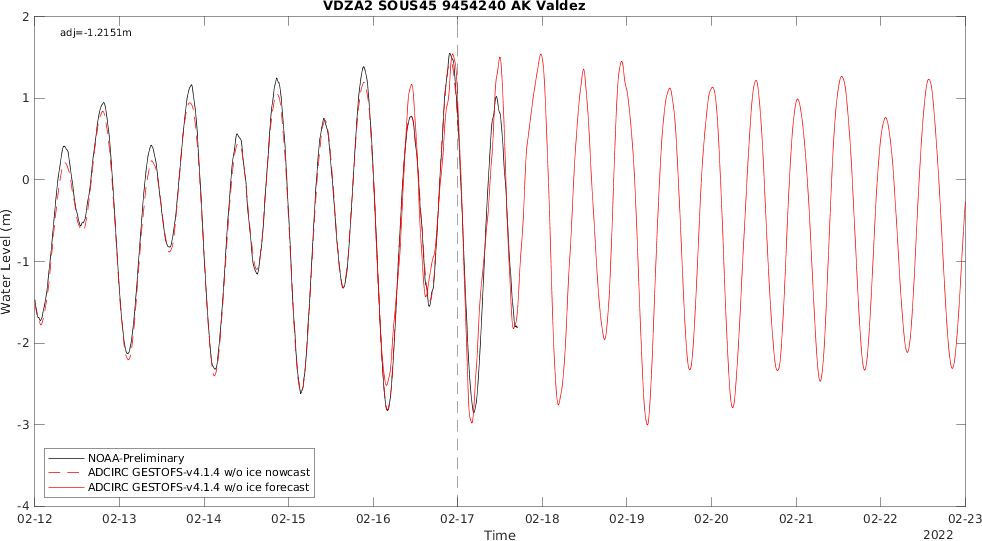 VDZA2 SOUS45 9454240 AK Valdez
adj=-1.2151m
2
1
0
-1
-2
-3
-4
Water Level (m)
NOAA-Preliminary
ADCIRC GESTOFS-v4.1.4 w/o ice nowcast
ADCIRC GESTOFS-v4.1.4 w/o ice forecast
02-12 02-13 02-14 02-15 02-16 02-17 02-18 02-19 02-20 02-21 02-22 02-23
Time
2022